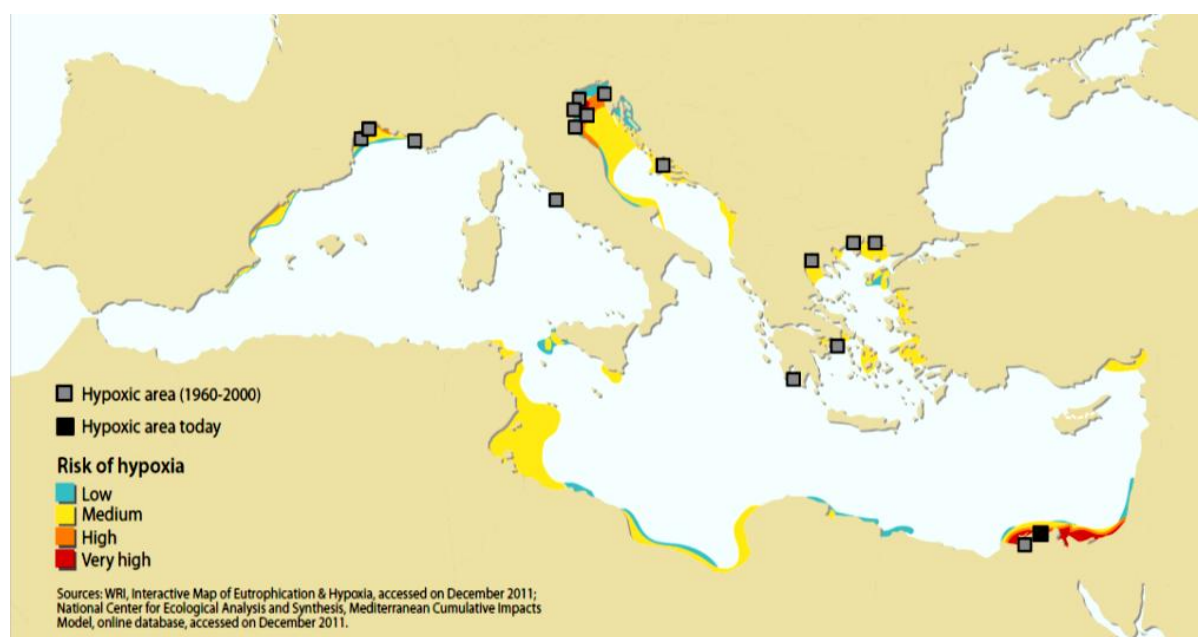 Hypoxic area (1960-2000)
Hypoxic area today
Risk of hypoxia
Low
Medium
High
Very high
Sources: WRI, Interactive Map of Eutrophication & Hypoxia, accessed on December 2011;
National Center for Ecological Analysis and Synthesis, Mediterranean Cumulative Impacts
Model, online database, accessed on December 2011.